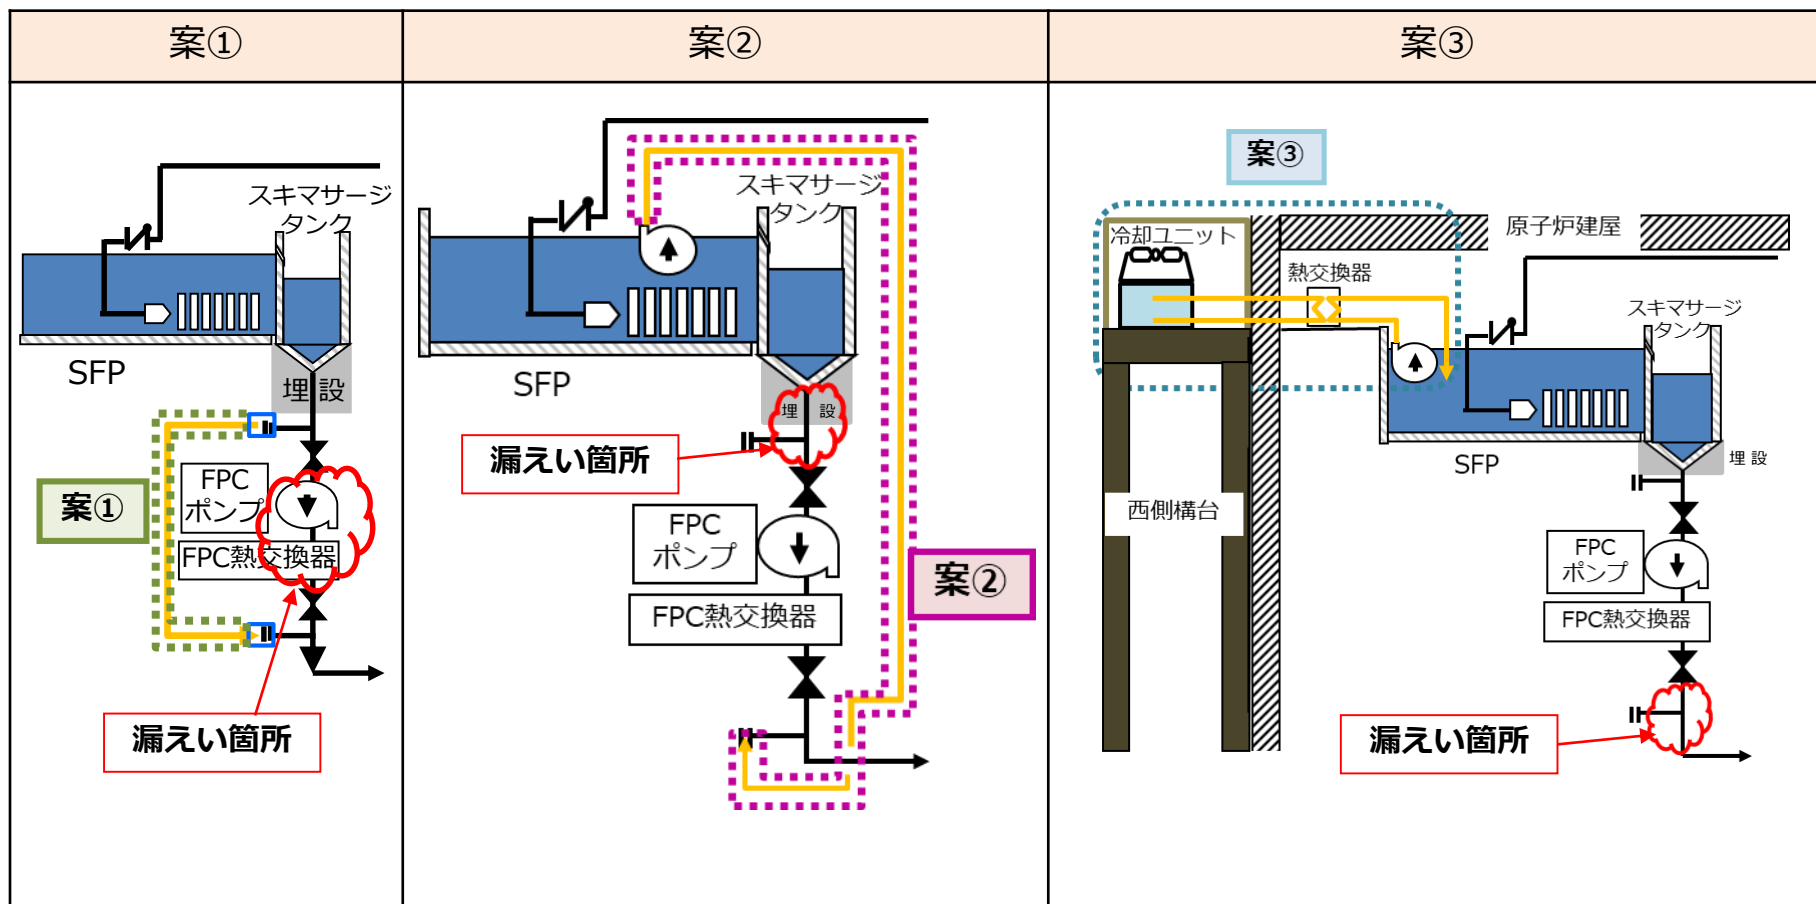 案①
案②
案③
スキマサージ
タンク
SFP
埋設
案①
FPC
ポンプ
FPC熱交換器
漏えい箇所
スキマサージ
タンク
SFP
埋 設
漏えい箇所
FPC
ポンプ
FPC熱交換器
案②
案③
冷却ユニット
原子炉建屋
熱交換器
スキマサージ
タンク
SFP
埋 設
西側構台
FPC
ポンプ
FPC熱交換器
漏えい箇所